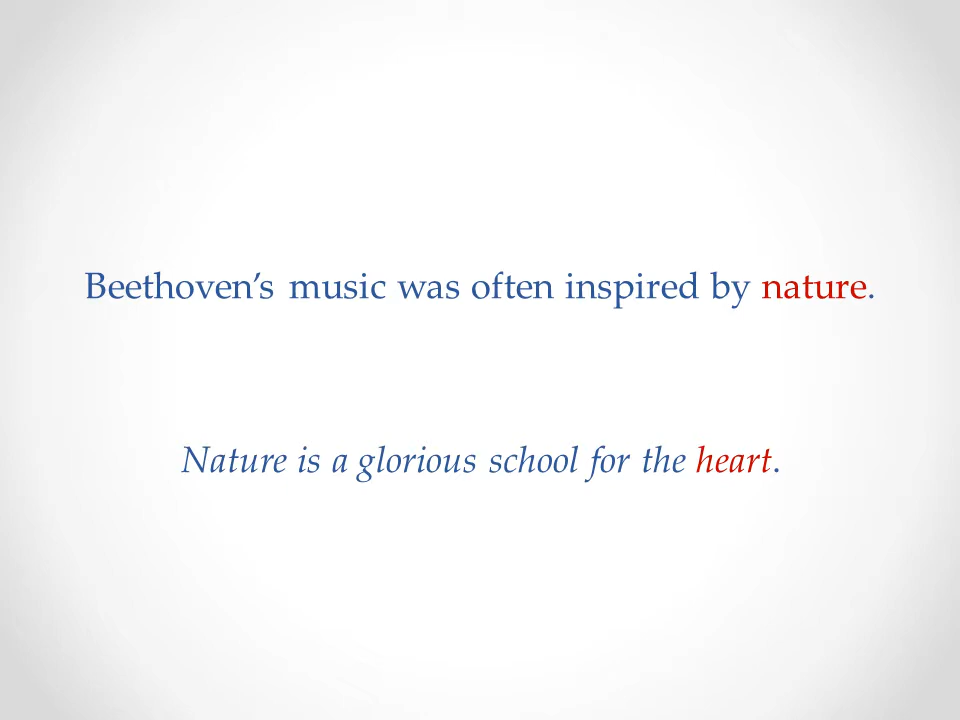 Beethoven’s music was often inspired by nature.
Nature is a glorious school for the heart.